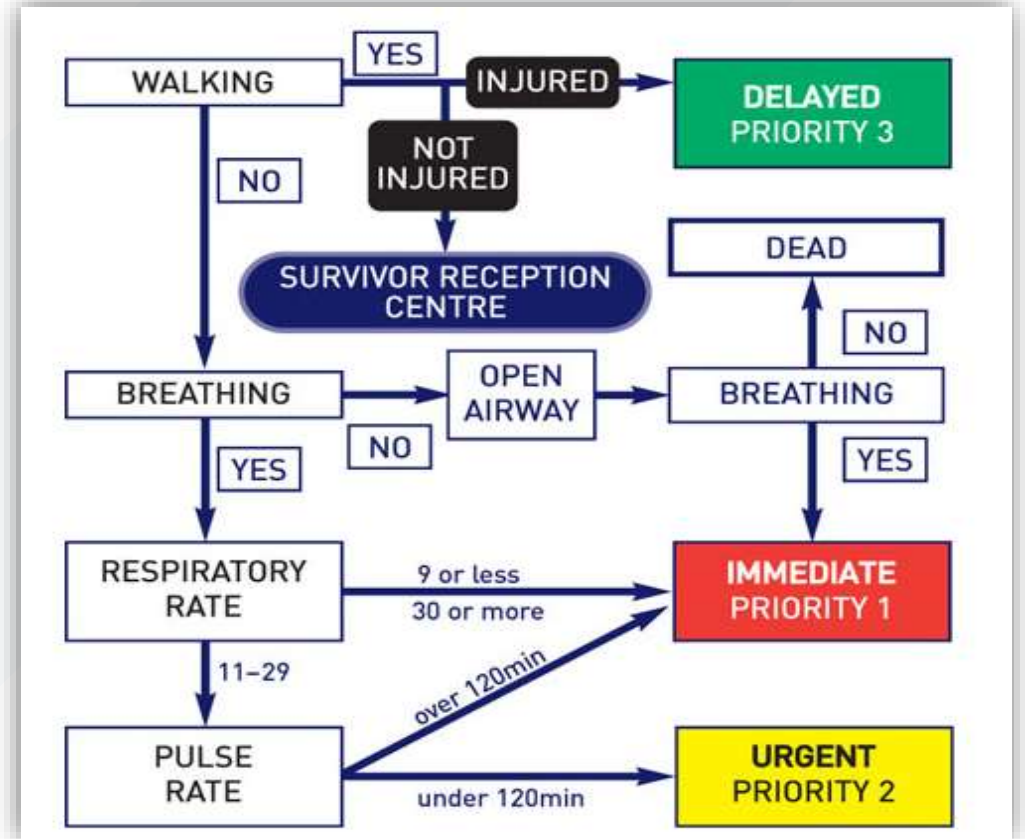 YES
WALKING
INJURED
DELAYED
PRIORITY 3
NOT
INJURED
NO
DEAD
SURVIVOR RECEPTION
CENTRE
NO
OPEN
AIRWAY
BREATHING
BREATHING
NO
YES
YES
RESPIRATORY
RATE
9 or less
30 or more
IMMEDIATE
PRIORITY 1
11–29
over 120min
PULSE
RATE
under 120min
URGENT
PRIORITY 2